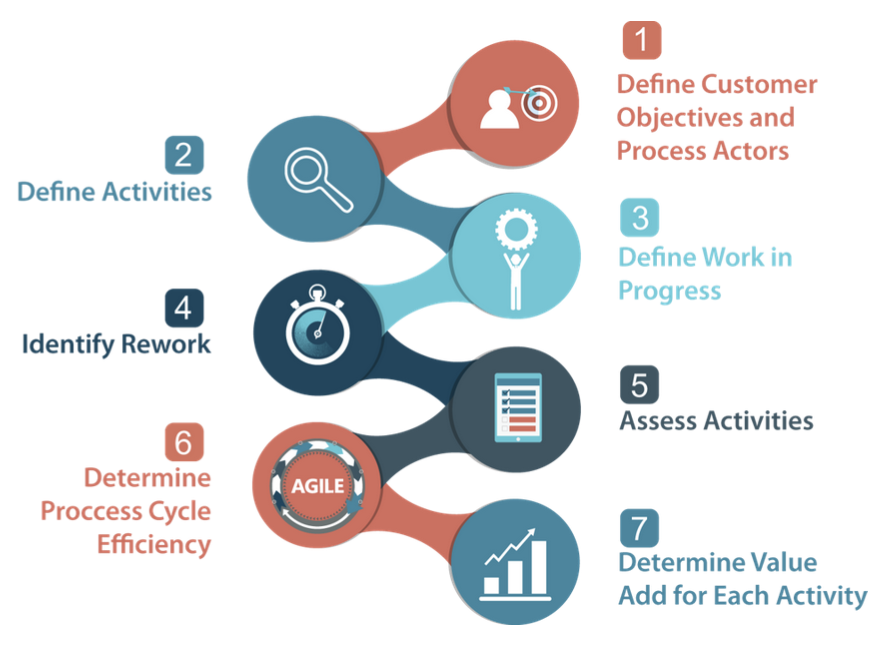 1
Define Customer
Objectives and
Process Actors
2
Define Activities
3
Define Work in
Progress
4
Identify Rework
5
Assess Activities
6
Determine
Proccess Cycle
Efficiency
AGILE
7
Determine Value
Add for Each Activity